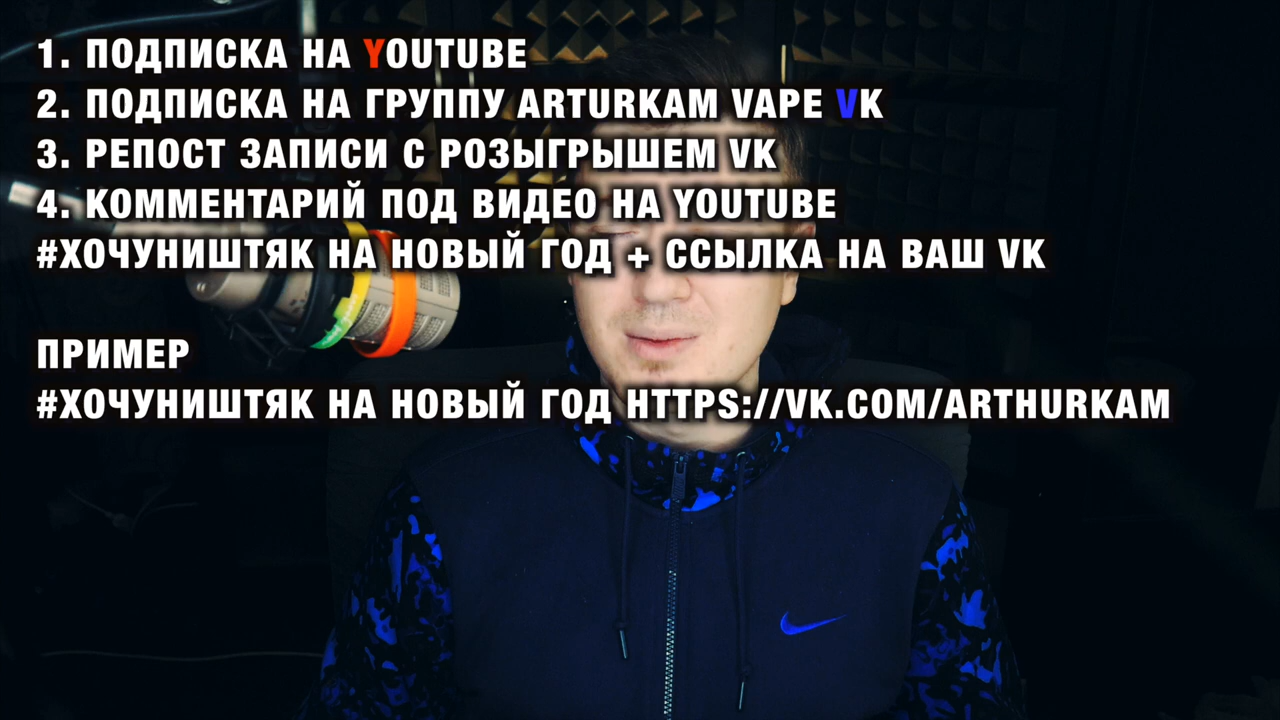 1. ПОДПИСКА НА YOUTUBE
2. ПОДПИСКА НА ГРУППУ ARTURKAM VAPE VK
3. РЕПОСТ ЗАПИСИ С РОЗЫГРЫШЕМ VK
4. КОММЕНТАРИЙ ПОД ВИДЕО НА YOUTUBE
#ХОЧУНИШТЯК НА НОВЫЙ ГОД + ССЫЛКА НА ВАШ VK
ПРИМЕР
#ХОЧУНИШТЯК НА НОВЫЙ ГОД HTTPS://VK.COM/ARTHURKAM